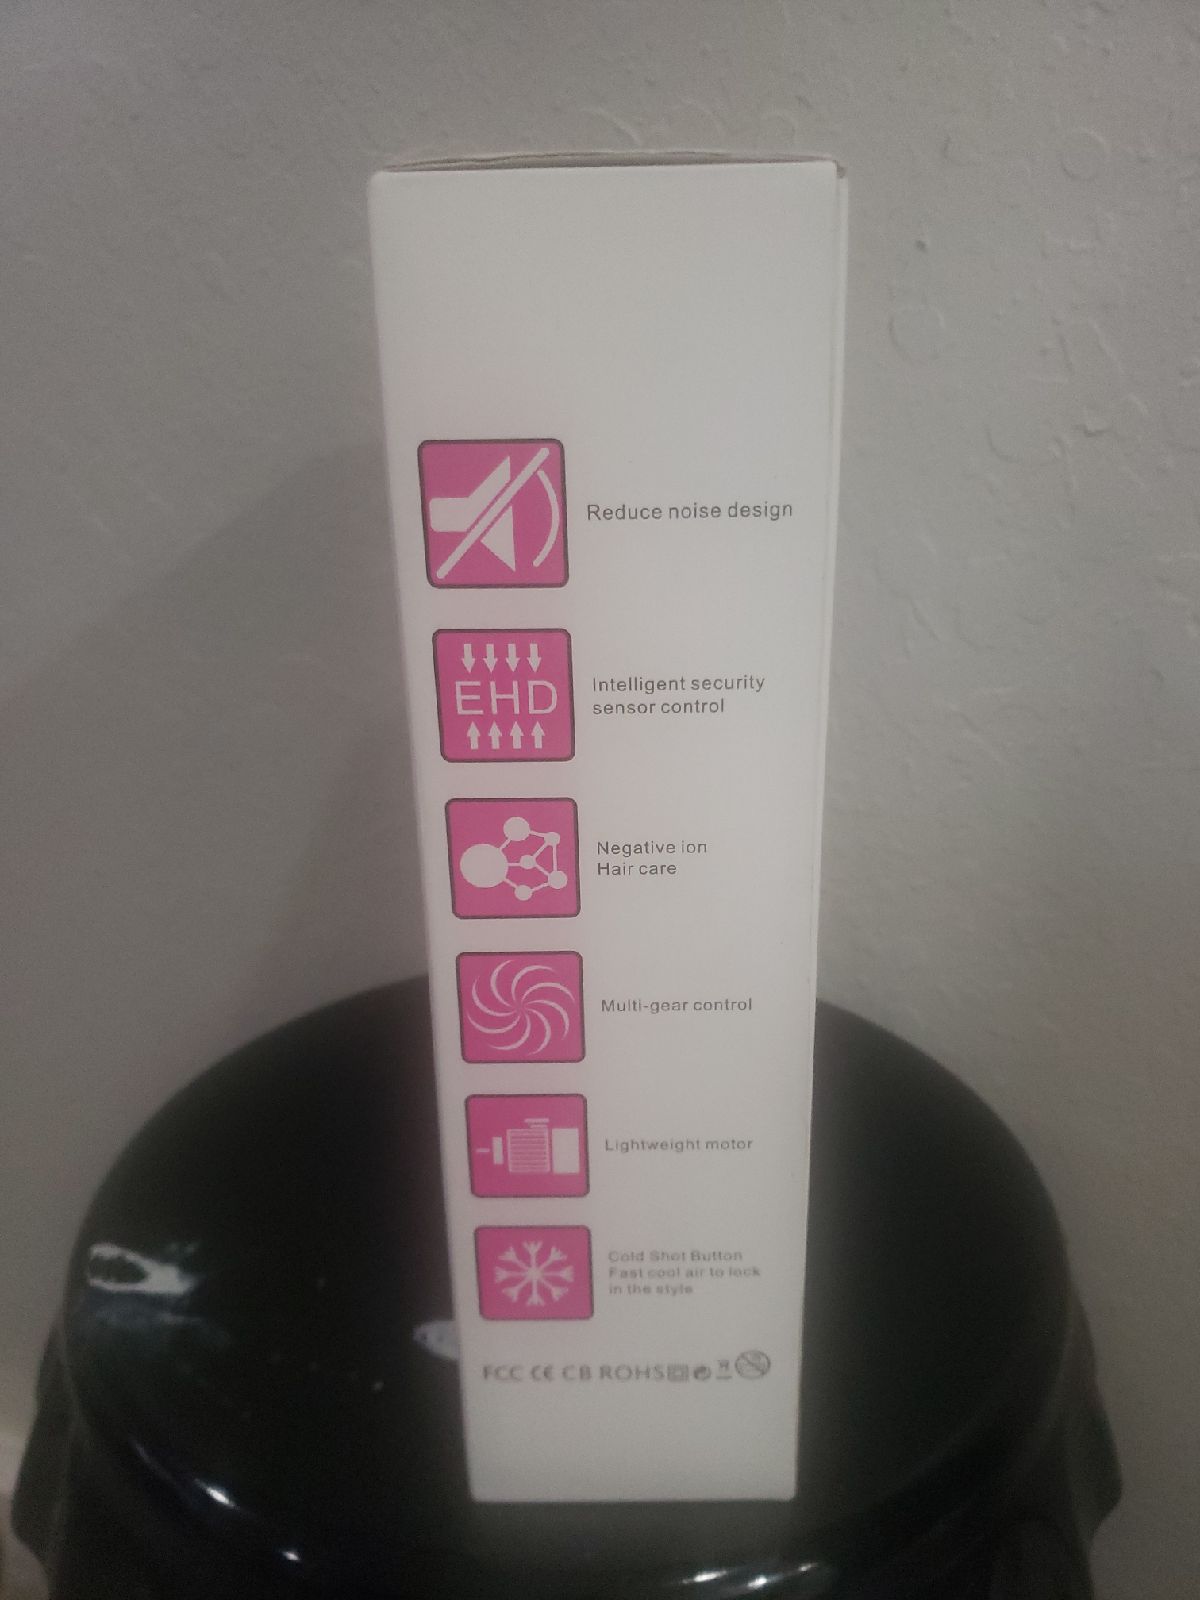 Reduce noise design
EHD
Intelligent security
sensor control
Negative ion
Hair care
Multi-gear control
Lightweight motor
Cold Shot Button
Fast cool air to lock
in the style
FCC CE CB ROHS